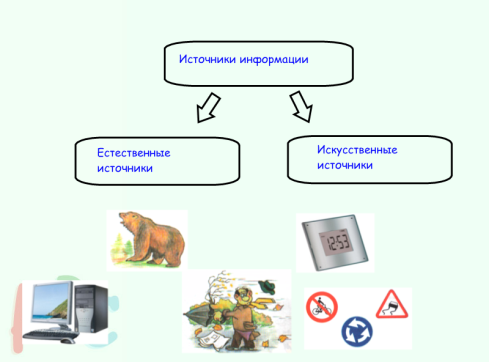 Источники информации
Естественные
источники
Искусственные
источники
12:53